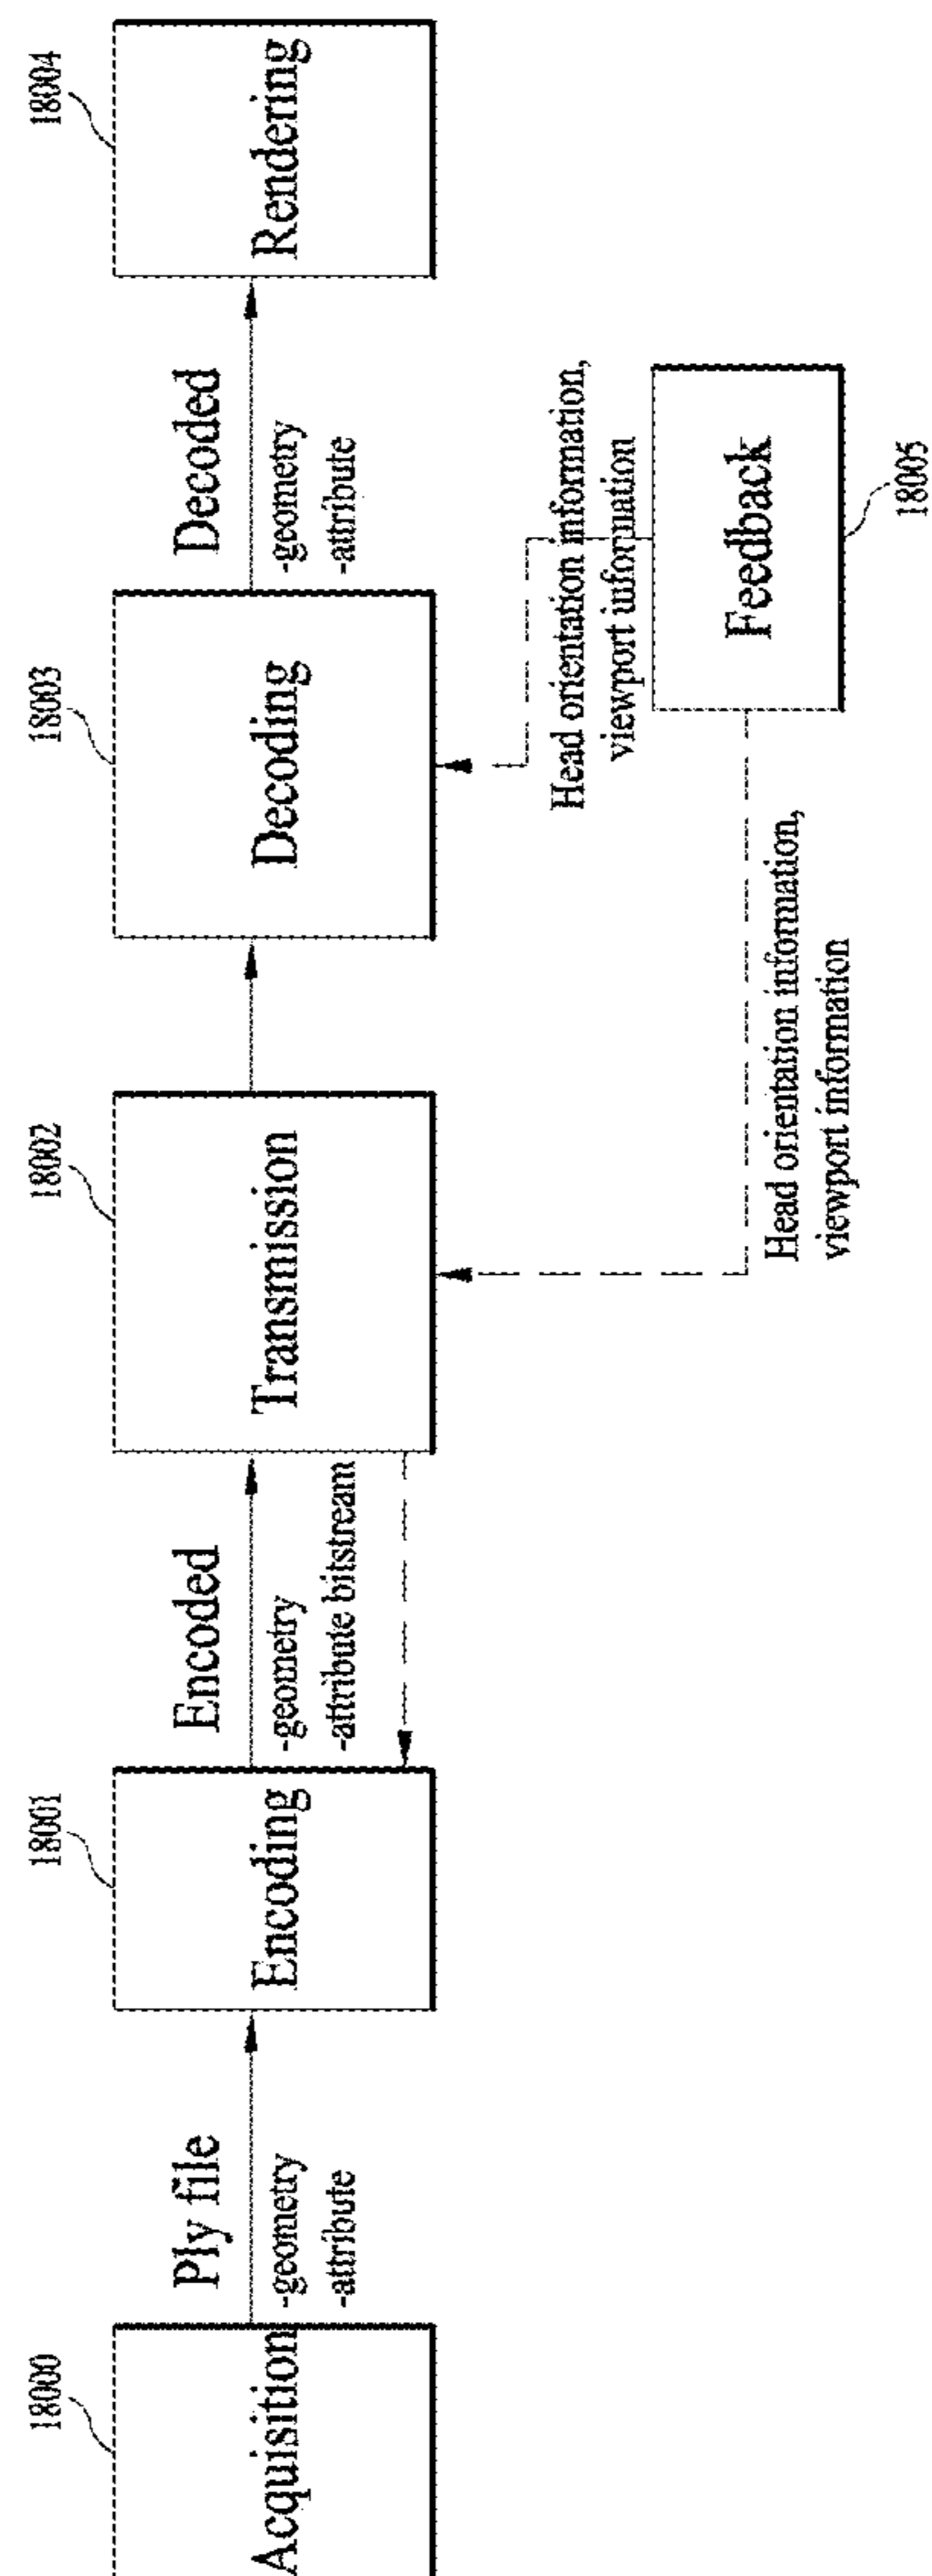 18000
Acquisition
Ply file
-geometry
-attribute
18001
Encoding
Encoded
-geometry
-attribute bitstream
18002
Transmission
18003
Decoding
Decoded
-geometry
-attribute
18004
Rendering
Head orientation information,
viewport information
Head orientation information,
viewport information
Feedback
18005